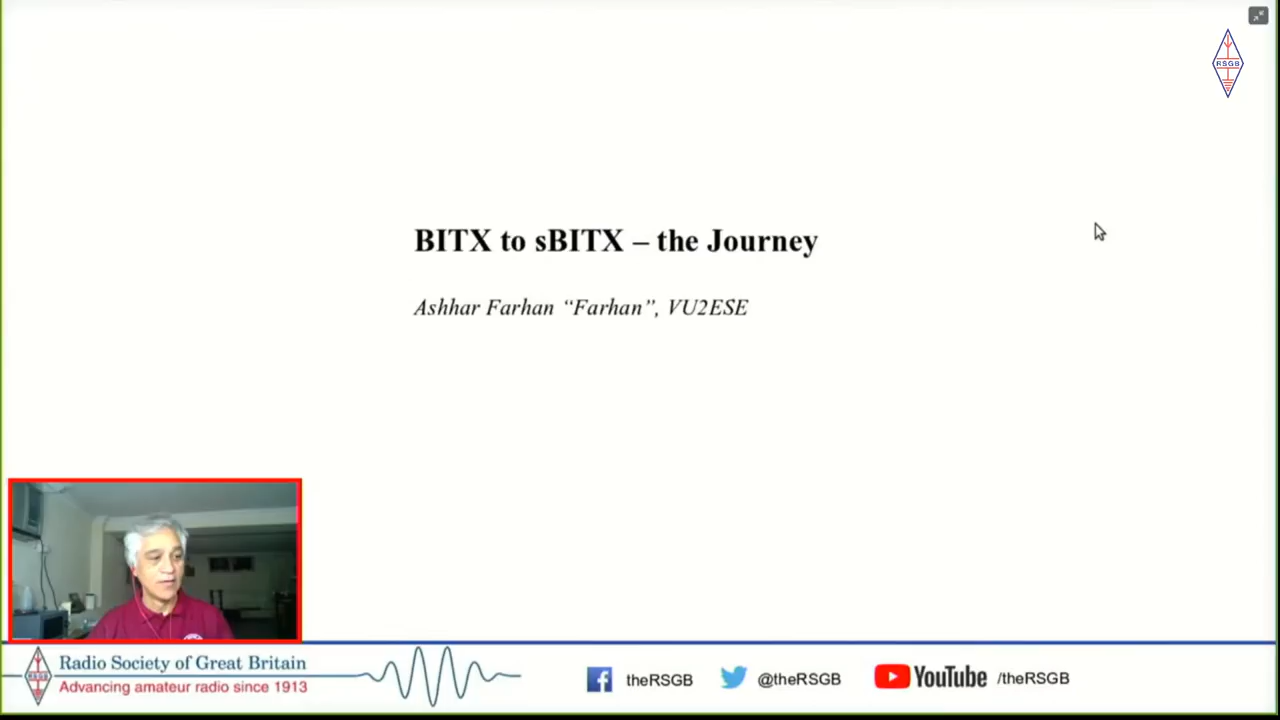 RSGB
BITX to sBITX – the Journey
Ashhar Farhan “Farhan”, VU2ESE
RSGB
Radio Society of Great Britain
Advancing amateur radio since 1913
theRSGB
@theRSGB
YouTube /theRSGB